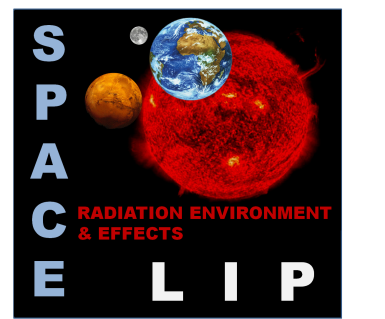 SPACE
RADIATION ENVIRONMENT
& EFFECTS
LIP